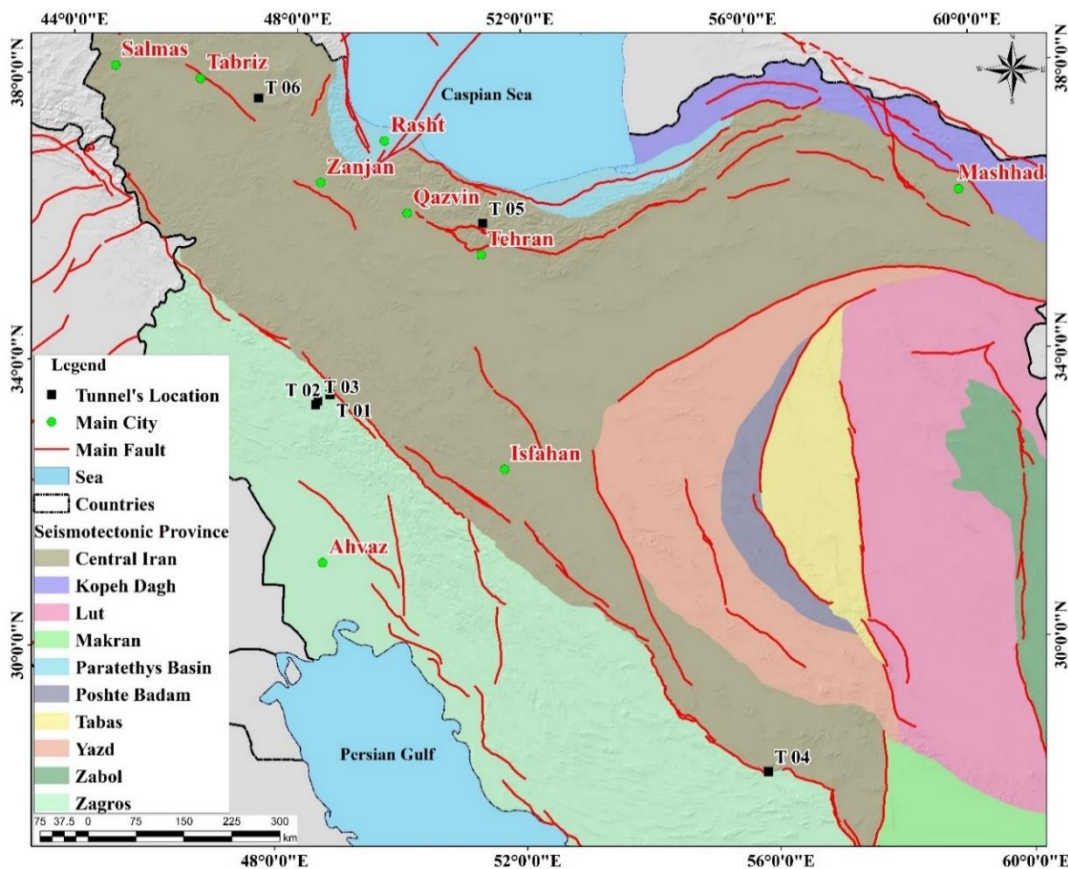 44°0'0"E 48°0'0"E 52°0'0"E 56°0'0"E 60°0'0"E
38°0'0"N
38°0'0"N
Salmas
Tabriz
T 06
Caspian Sea
Rasht
Zanjan
Mashhad
Qazvin
T 05
Tehran
34°0'0"N
34°0'0"N
T 02
T 03
T 01
Isfahan
Ahvaz
30°0'0"N
30°0'0"N
Persian Gulf
T 04
Legend
Tunnel's Location
Main City
Main Fault
Sea
Countries
Seismotectonic Province
Central Iran
Kopeh Dagh
Lut
Makran
Paratethys Basin
Poshte Badam
Tabas
Yazd
Zabol
Zagros
75 37.5 0 75 150 225 300
km
48°0'0"E 52°0'0"E 56°0'0"E 60°0'0"E